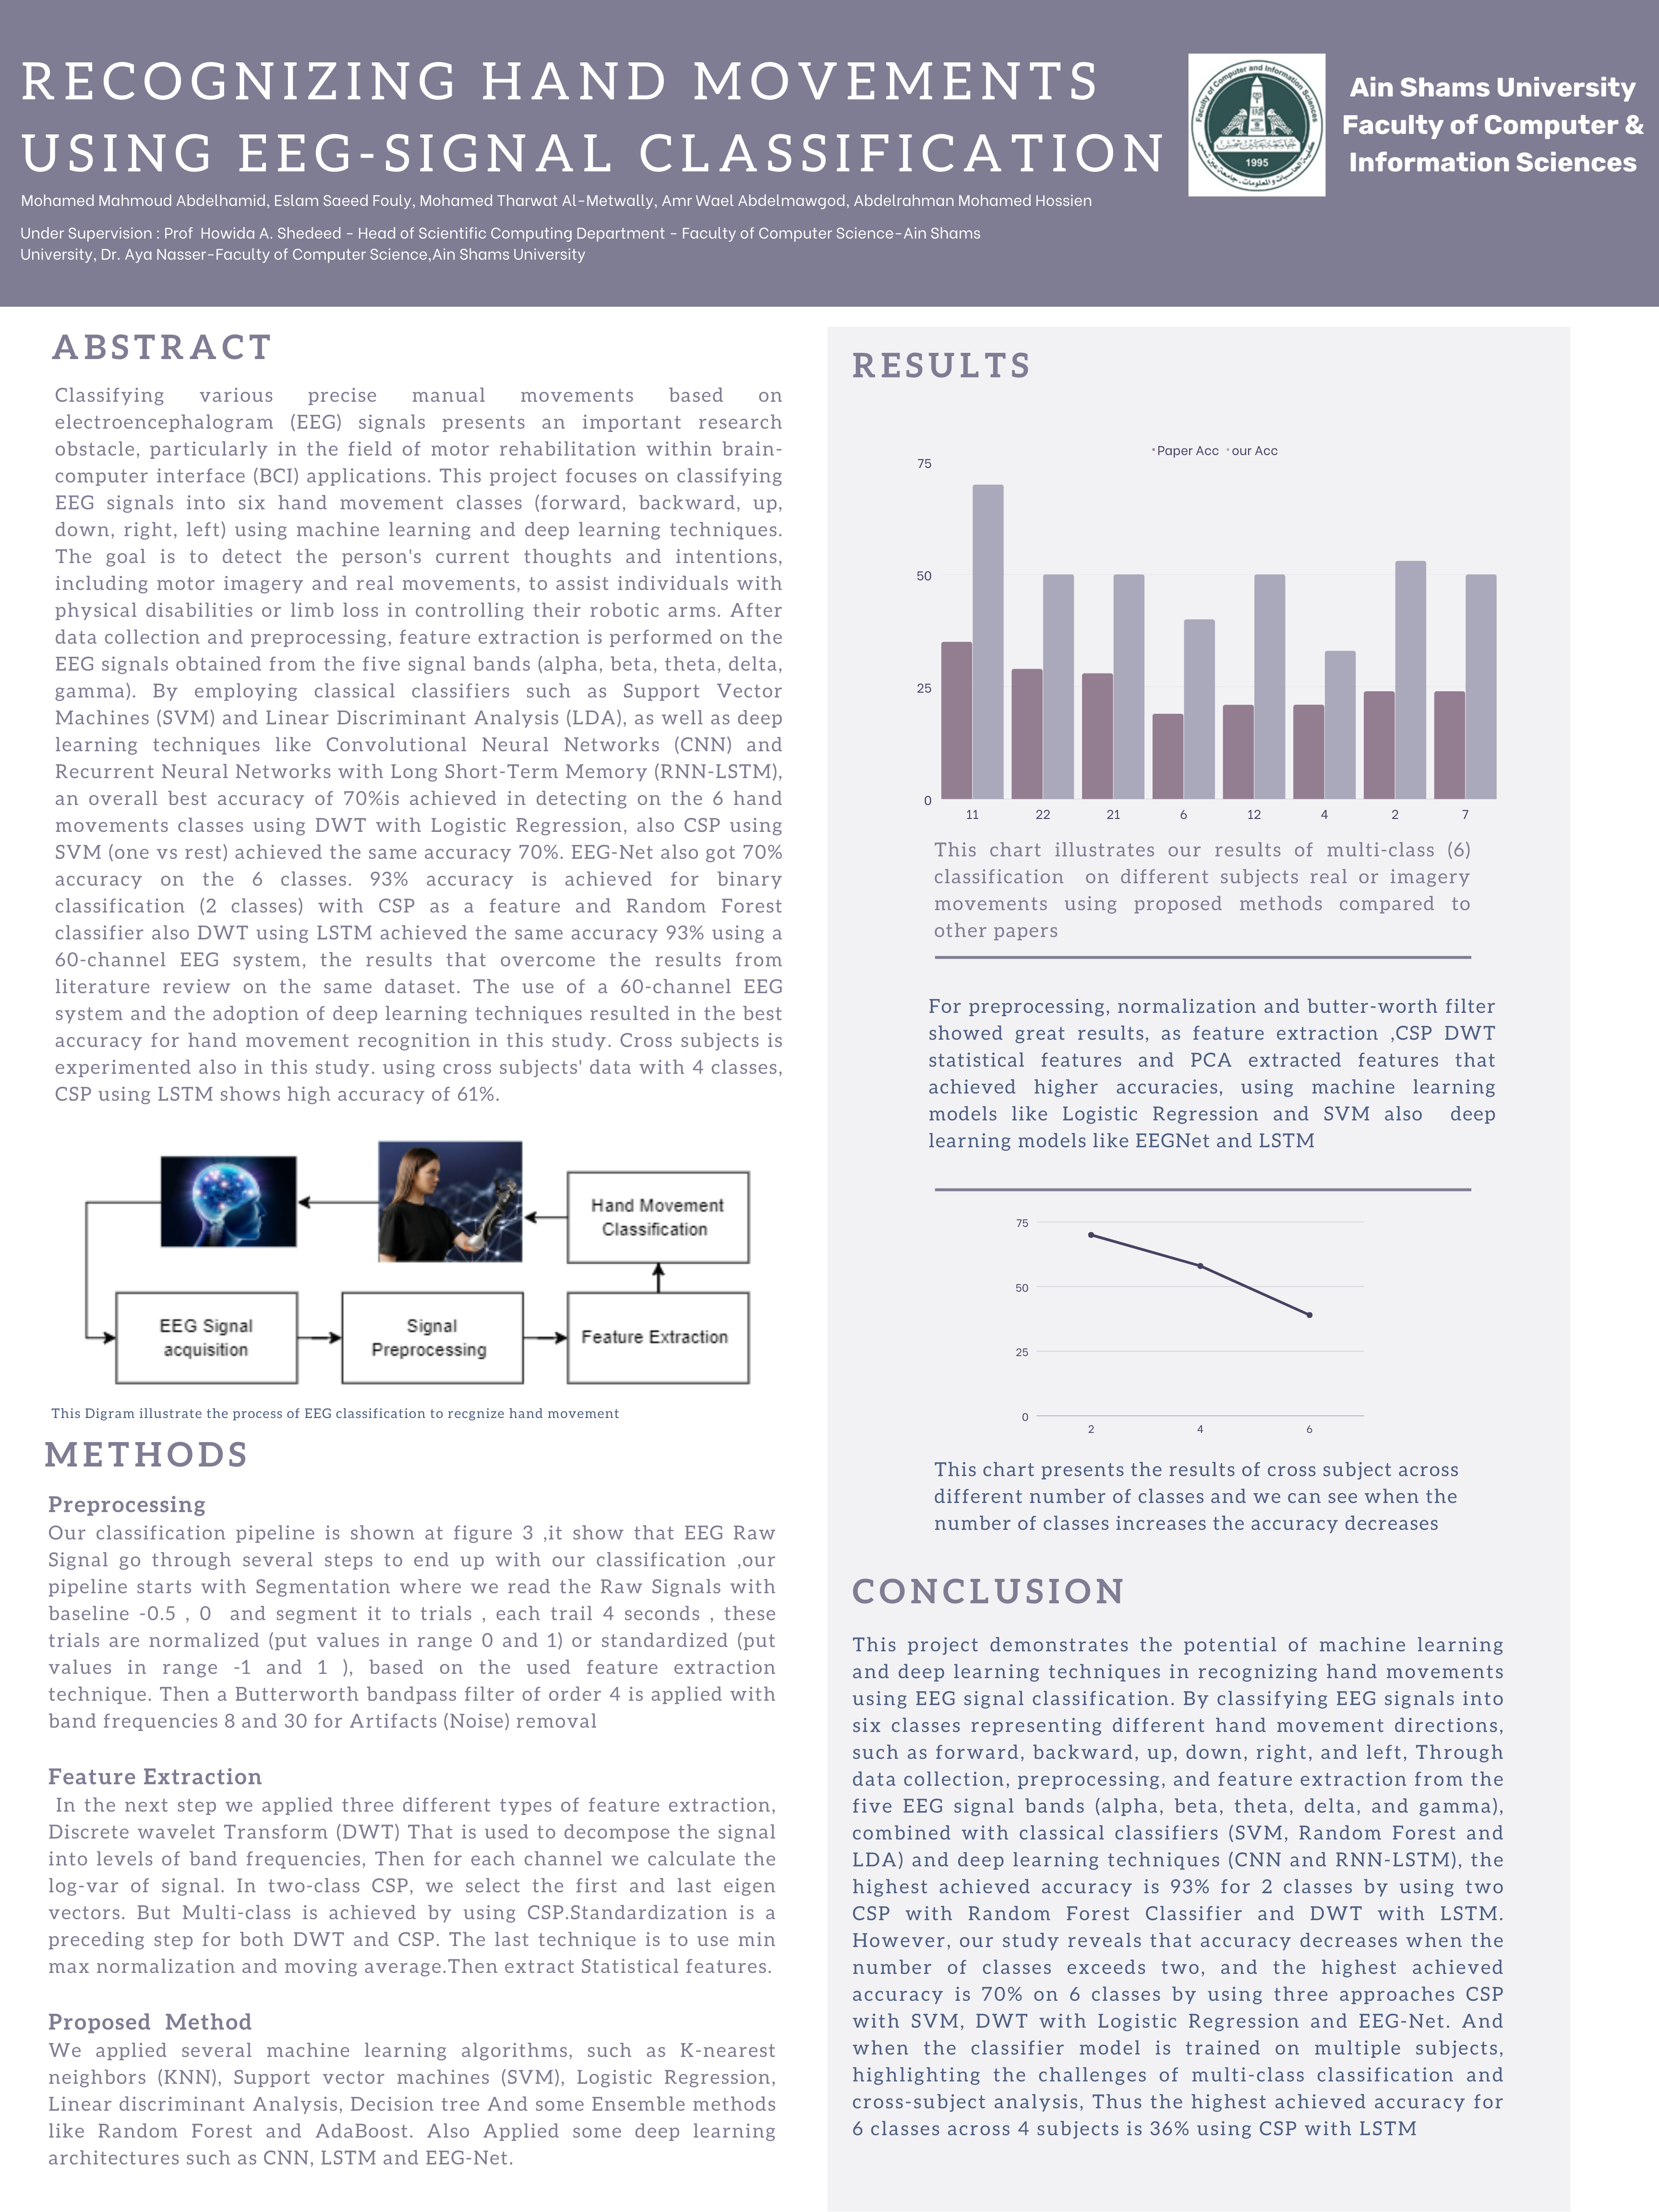 RECOGNIZING HAND MOVEMENTS
USING EEG-SIGNAL CLASSIFICATION
Mohamed Mahmoud Abdelhamid, Eslam Saeed Fouly, Mohamed Tharwat Al-Metwally, Amr Wael Abdelmawgod, Abdelrahman Mohamed Hossien
Under Supervision : Prof Howida A. Shedeed - Head of Scientific Computing Department - Faculty of Computer Science-Ain Shams
University, Dr. Aya Nasser-Faculty of Computer Science,Ain Shams University
Faculty of Computer and Information Sciences
1995
Ain Shams University
Faculty of Computer &
Information Sciences
ABSTRACT
Classifying various precise manual movements based on
electroencephalogram (EEG) signals presents an important research
obstacle, particularly in the field of motor rehabilitation within brain-
computer interface (BCI) applications. This project focuses on classifying
EEG signals into six hand movement classes (forward, backward, up,
down, right, left) using machine learning and deep learning techniques.
The goal is to detect the person's current thoughts and intentions,
including motor imagery and real movements, to assist individuals with
physical disabilities or limb loss in controlling their robotic arms. After
data collection and preprocessing, feature extraction is performed on the
EEG signals obtained from the five signal bands (alpha, beta, theta, delta,
gamma). By employing classical classifiers such as Support Vector
Machines (SVM) and Linear Discriminant Analysis (LDA), as well as deep
learning techniques like Convolutional Neural Networks (CNN) and
Recurrent Neural Networks with Long Short-Term Memory (RNN-LSTM),
an overall best accuracy of 70%is achieved in detecting on the 6 hand
movements classes using DWT with Logistic Regression, also CSP using
SVM (one vs rest) achieved the same accuracy 70%. EEG-Net also got 70%
accuracy on the 6 classes. 93% accuracy is achieved for binary
classification (2 classes) with CSP as a feature and Random Forest
classifier also DWT using LSTM achieved the same accuracy 93% using a
60-channel EEG system, the results that overcome the results from
literature review on the same dataset. The use of a 60-channel EEG
system and the adoption of deep learning techniques resulted in the best
accuracy for hand movement recognition in this study. Cross subjects is
experimented also in this study. using cross subjects' data with 4 classes,
CSP using LSTM shows high accuracy of 61%.
Hand Movement
Classification
EEG Signal
acquisition
Signal
Preprocessing
Feature Extraction
This Digram illustrate the process of EEG classification to recgnize hand movement
METHODS
Preprocessing
Our classification pipeline is shown at figure 3 ,it show that EEG Raw
Signal go through several steps to end up with our classification ,our
pipeline starts with Segmentation where we read the Raw Signals with
baseline -0.5 , 0 and segment it to trials , each trail 4 seconds , these
trials are normalized (put values in range 0 and 1) or standardized (put
values in range -1 and 1 ), based on the used feature extraction
technique. Then a Butterworth bandpass filter of order 4 is applied with
band frequencies 8 and 30 for Artifacts (Noise) removal
Feature Extraction
In the next step we applied three different types of feature extraction,
Discrete wavelet Transform (DWT) That is used to decompose the signal
into levels of band frequencies, Then for each channel we calculate the
log-var of signal. In two-class CSP, we select the first and last eigen
vectors. But Multi-class is achieved by using CSP.Standardization is a
preceding step for both DWT and CSP. The last technique is to use min
max normalization and moving average.Then extract Statistical features.
Proposed Method
We applied several machine learning algorithms, such as K-nearest
neighbors (KNN), Support vector machines (SVM), Logistic Regression,
Linear discriminant Analysis, Decision tree And some Ensemble methods
like Random Forest and AdaBoost. Also Applied some deep learning
architectures such as CNN, LSTM and EEG-Net.
RESULTS
Paper Acc our Acc
75
50
25
0
11 22 21 6 12 4 2 7
This chart illustrates our results of multi-class (6)
classification on different subjects real or imagery
movements using proposed methods compared to
other papers
For preprocessing, normalization and butter-worth filter
showed great results, as feature extraction ,CSP DWT
statistical features and PCA extracted features that
achieved higher accuracies, using machine learning
models like Logistic Regression and SVM also deep
learning models like EEGNet and LSTM
75
50
25
0
2 4 6
This chart presents the results of cross subject across
different number of classes and we can see when the
number of classes increases the accuracy decreases
CONCLUSION
This project demonstrates the potential of machine learning
and deep learning techniques in recognizing hand movements
using EEG signal classification. By classifying EEG signals into
six classes representing different hand movement directions,
such as forward, backward, up, down, right, and left, Through
data collection, preprocessing, and feature extraction from the
five EEG signal bands (alpha, beta, theta, delta, and gamma),
combined with classical classifiers (SVM, Random Forest and
LDA) and deep learning techniques (CNN and RNN-LSTM), the
highest achieved accuracy is 93% for 2 classes by using two
CSP with Random Forest Classifier and DWT with LSTM.
However, our study reveals that accuracy decreases when the
number of classes exceeds two, and the highest achieved
accuracy is 70% on 6 classes by using three approaches CSP
with SVM, DWT with Logistic Regression and EEG-Net. And
when the classifier model is trained on multiple subjects,
highlighting the challenges of multi-class classification and
cross-subject analysis, Thus the highest achieved accuracy for
6 classes across 4 subjects is 36% using CSP with LSTM